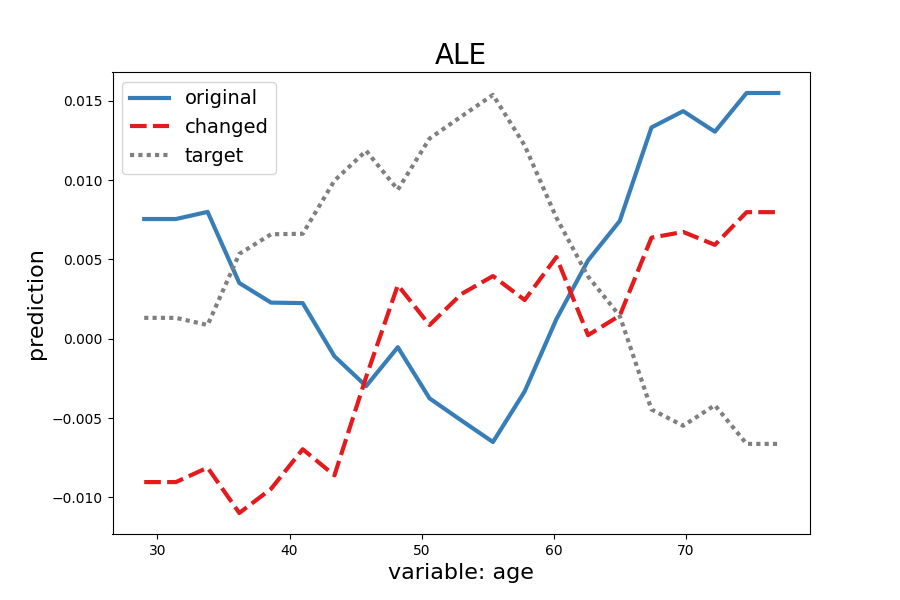 ALE
original
changed
target
0.015
0.010
0.005
0.000
−0.005
−0.010
prediction
30 40 50 60 70
variable: age